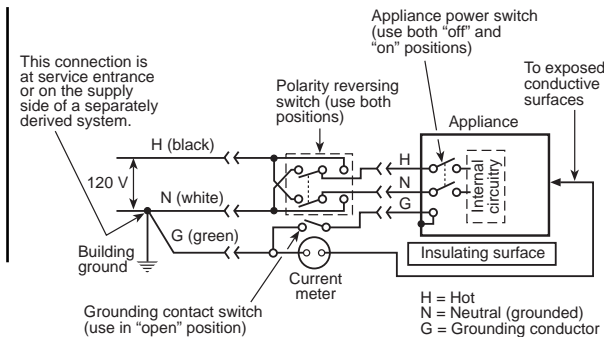 Appliance power switch
(use both “off” and
“on” positions)
This connection is
at service entrance
or on the supply
side of a separately
derived system.
Polarity reversing
switch (use both
positions)
To exposed
conductive
surfaces
Appliance
H (black)
H
120 V
N (white)
N
G
Internal
circuitry
G (green)
Building
ground
Insulating surface
Current
meter
Grounding contact switch
(use in “open” position)
H = Hot
N = Neutral (grounded)
G = Grounding conductor